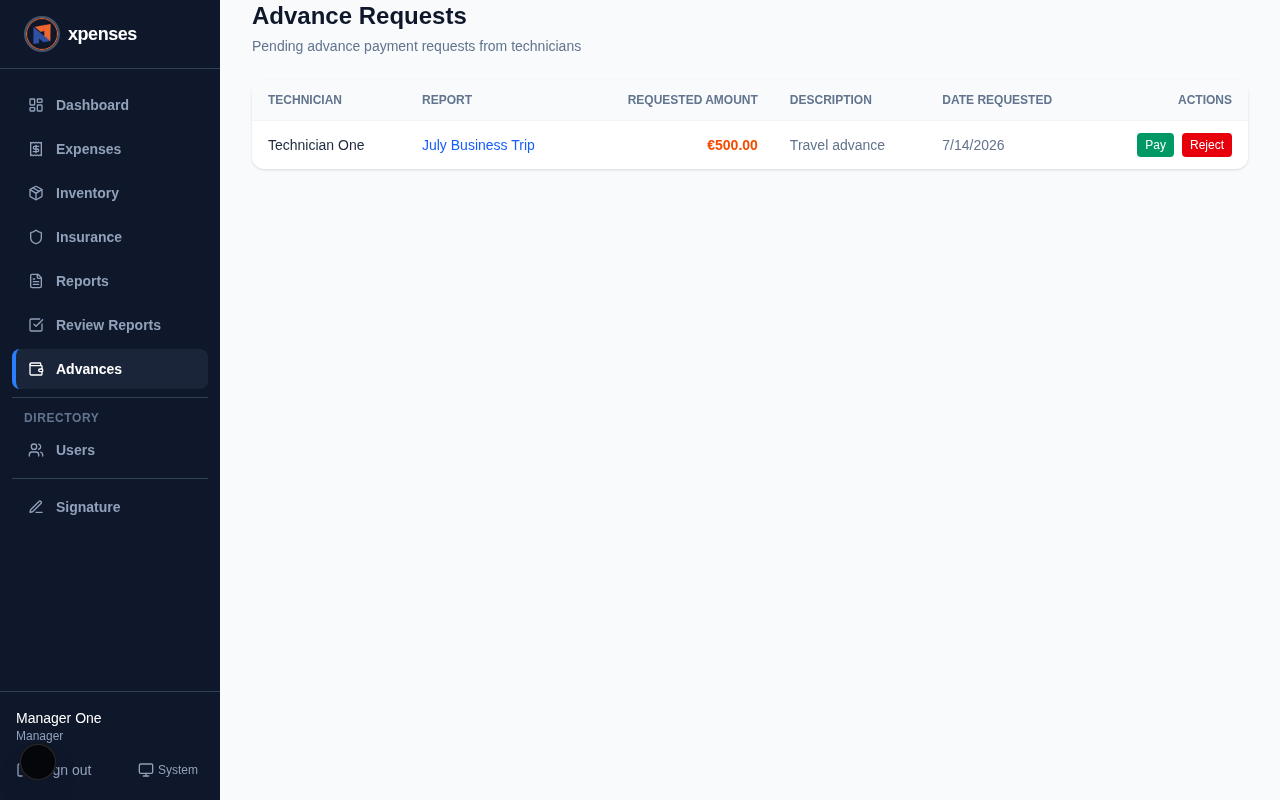 xpenses
Dashboard
Expenses
Inventory
Insurance
Reports
Review Reports
Advances
DIRECTORY
Users
Signature
Manager One
Manager
gn out
System
Advance Requests
Pending advance payment requests from technicians
TECHNICIAN REPORT REQUESTED AMOUNT DESCRIPTION DATE REQUESTED ACTIONS
Technician One July Business Trip €500.00 Travel advance 7/14/2026 Pay Reject